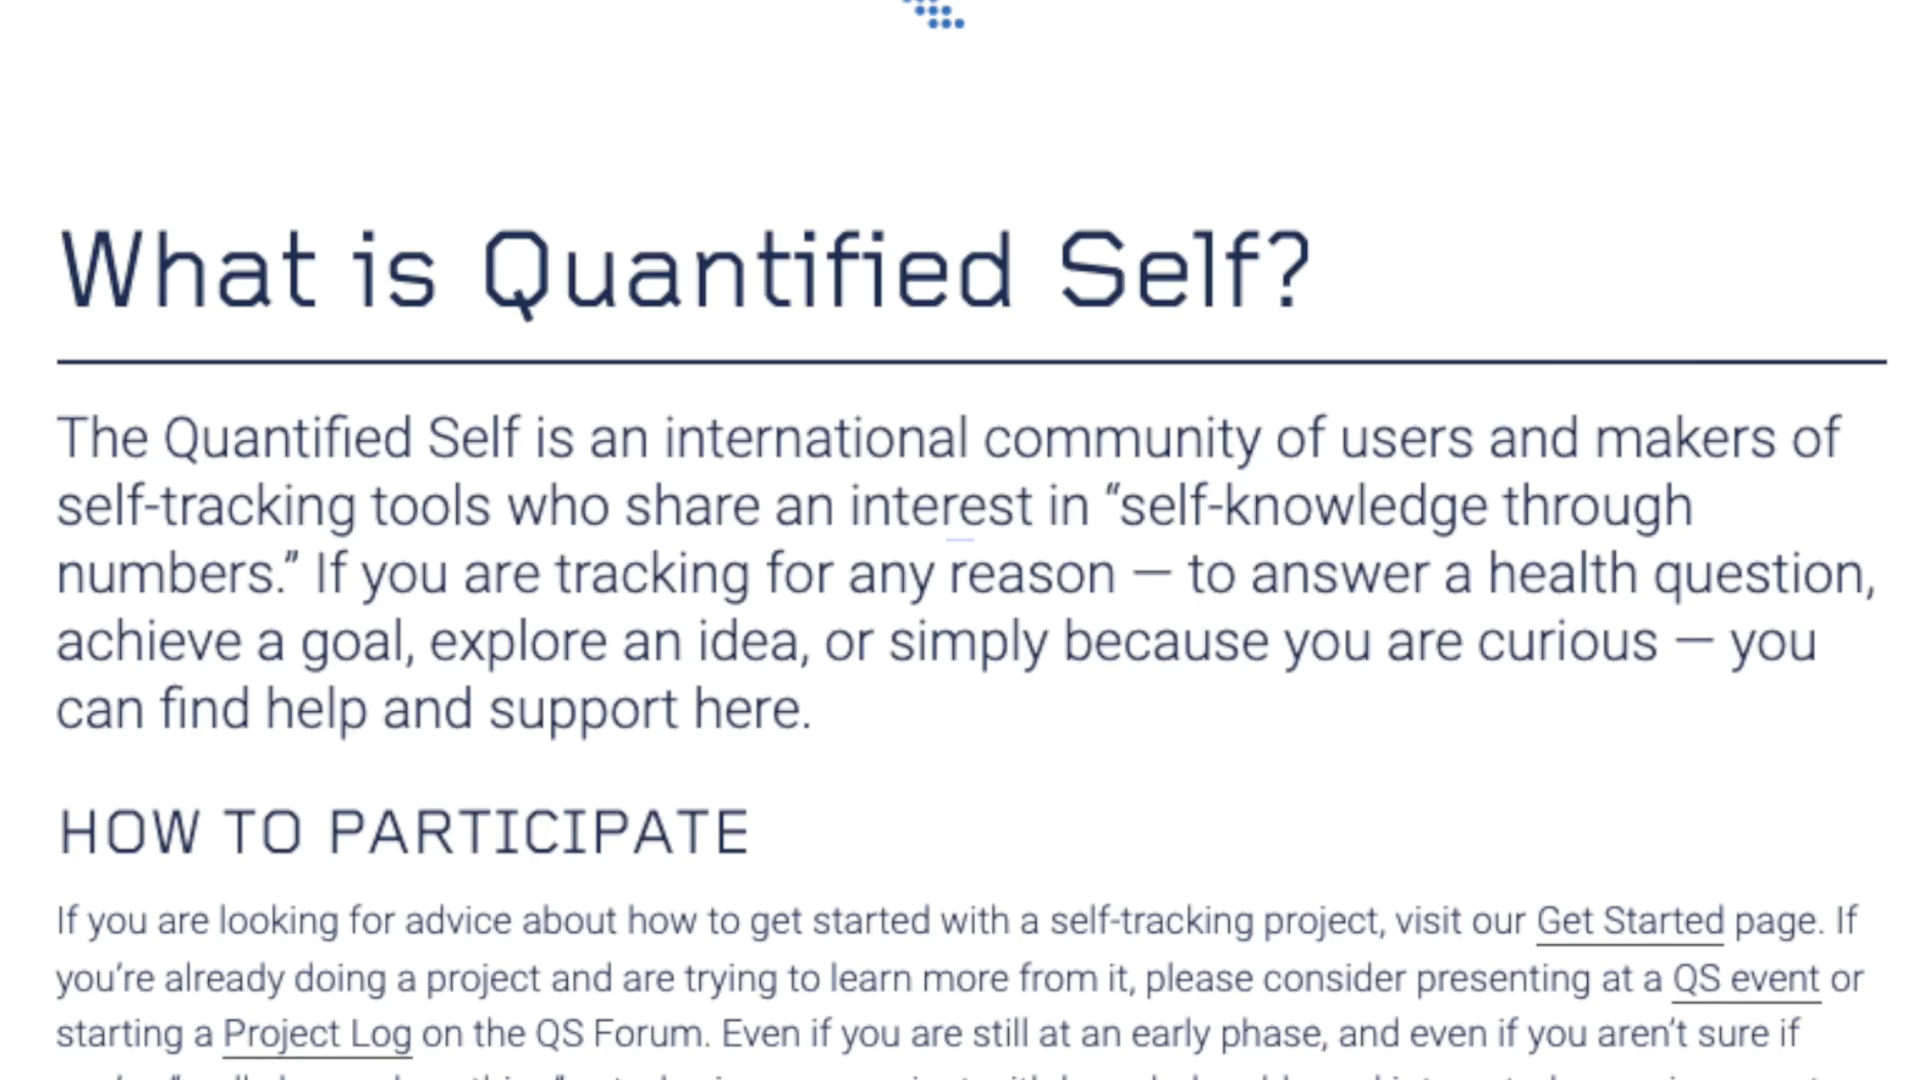 What is Quantified Self?
The Quantified Self is an international community of users and makers of
self-tracking tools who share an interest in “self-knowledge through
numbers.” If you are tracking for any reason — to answer a health question,
achieve a goal, explore an idea, or simply because you are curious — you
can find help and support here.
HOW TO PARTICIPATE
If you are looking for advice about how to get started with a self-tracking project, visit our Get Started page. If
you’re already doing a project and are trying to learn more from it, please consider presenting at a QS event or
starting a Project Log on the QS Forum. Even if you are still at an early phase, and even if you aren’t sure if